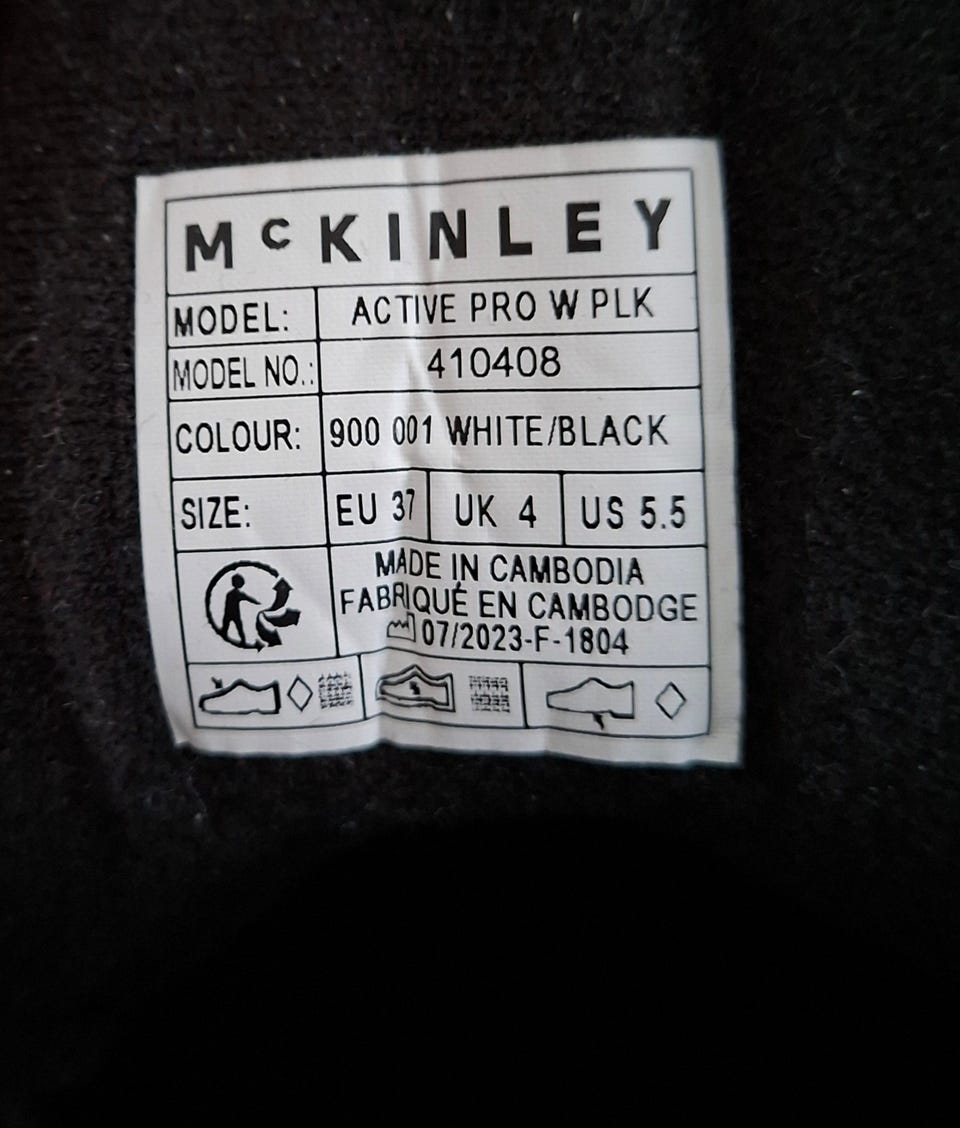 McKINLEY
MODEL: ACTIVE PRO W PLK
MODEL NO.: 410408
COLOUR: 900 001 WHITE/BLACK
SIZE: EU 37 UK 4 US 5.5
MADE IN CAMBODIA
FABRIQUÉ EN CAMBODGE
07/2023-F-1804